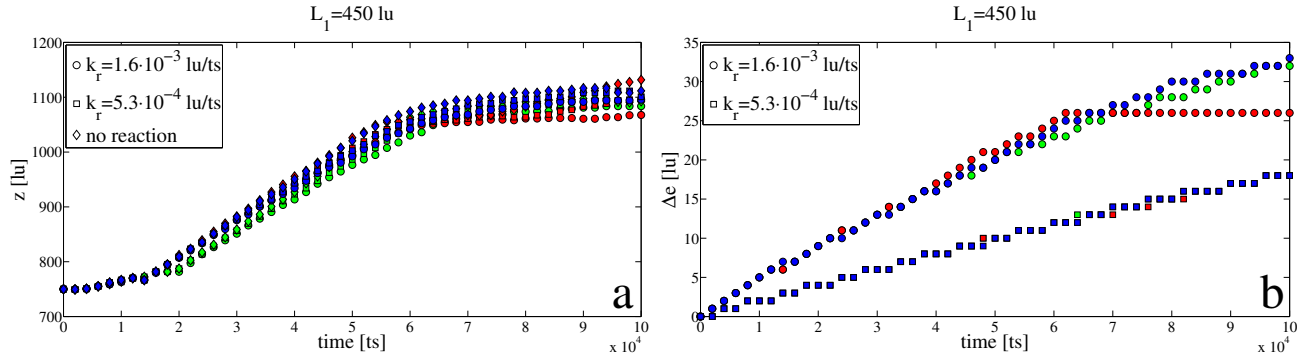 L_1=450 lu
1200
1100
1000
900
800
700
z [lu]
k_r=1.6·10^{-3} lu/ts
k_r=5.3·10^{-4} lu/ts
no reaction
a
0 1 2 3 4 5 6 7 8 9 10
x 10^4
time [ts]
L_1=450 lu
35
30
25
20
15
10
5
0
Δe [lu]
k_r=1.6·10^{-3} lu/ts
k_r=5.3·10^{-4} lu/ts
b
0 1 2 3 4 5 6 7 8 9 10
x 10^4
time [ts]